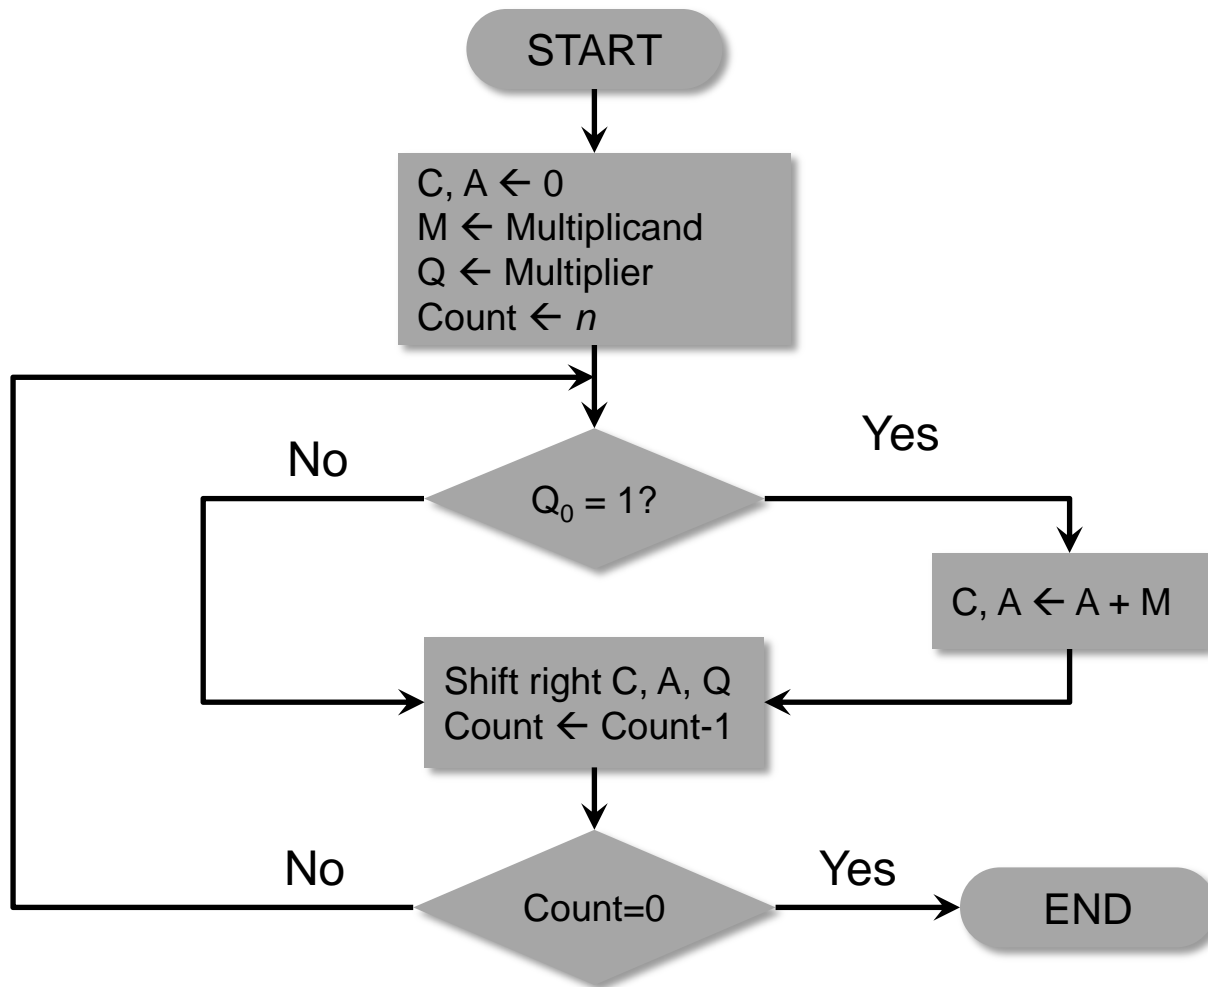 START
C, A ← 0
M ← Multiplicand
Q ← Multiplier
Count ← n
No
Yes
Q₀ = 1?
C, A ← A + M
Shift right C, A, Q
Count ← Count-1
No
Yes
Count=0
END